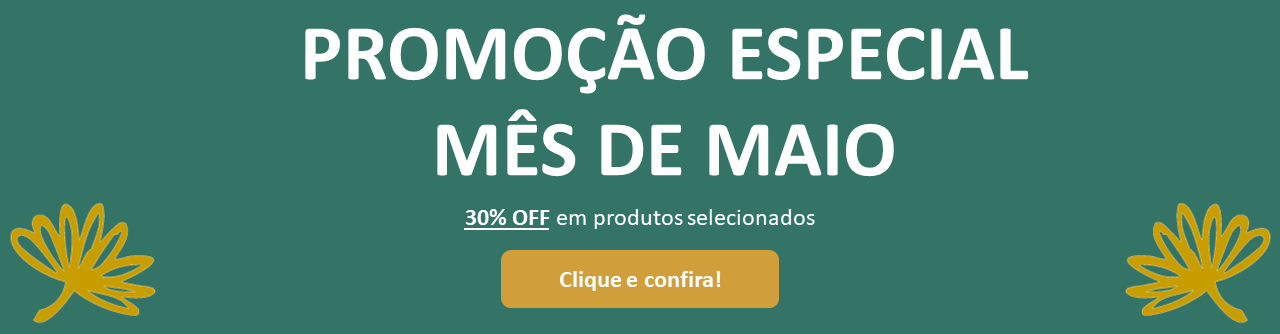 PROMOÇÃO ESPECIAL
MÊS DE MAIO
30% OFF em produtos selecionados
Clique e confira!